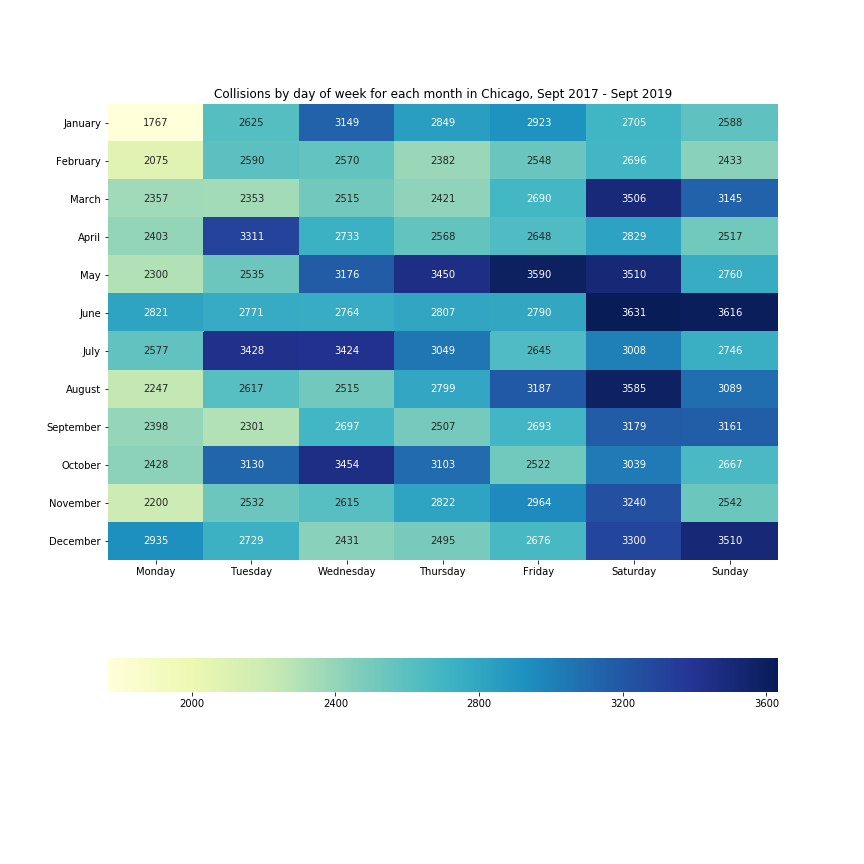 Collisions by day of week for each month in Chicago, Sept 2017 - Sept 2019
January 1767 2625 3149 2849 2923 2705 2588
February 2075 2590 2570 2382 2548 2696 2433
March 2357 2353 2515 2421 2690 3506 3145
April 2403 3311 2733 2568 2648 2829 2517
May 2300 2535 3176 3450 3590 3510 2760
June 2821 2771 2764 2807 2790 3631 3616
July 2577 3428 3424 3049 2645 3008 2746
August 2247 2617 2515 2799 3187 3585 3089
September 2398 2301 2697 2507 2693 3179 3161
October 2428 3130 3454 3103 2522 3039 2667
November 2200 2532 2615 2822 2964 3240 2542
December 2935 2729 2431 2495 2676 3300 3510
Monday Tuesday Wednesday Thursday Friday Saturday Sunday
2000 2400 2800 3200 3600